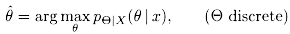 θ̂ = arg max_θ p_{Θ|X}(θ | x),    (Θ discrete)